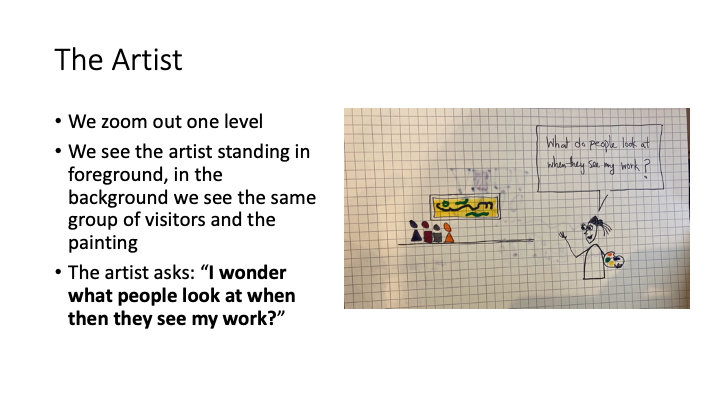 The Artist
• We zoom out one level
• We see the artist standing in
foreground, in the
background we see the same
group of visitors and the
painting
• The artist asks: “I wonder
what people look at when
then they see my work?”
What do people look at
when they see my work?